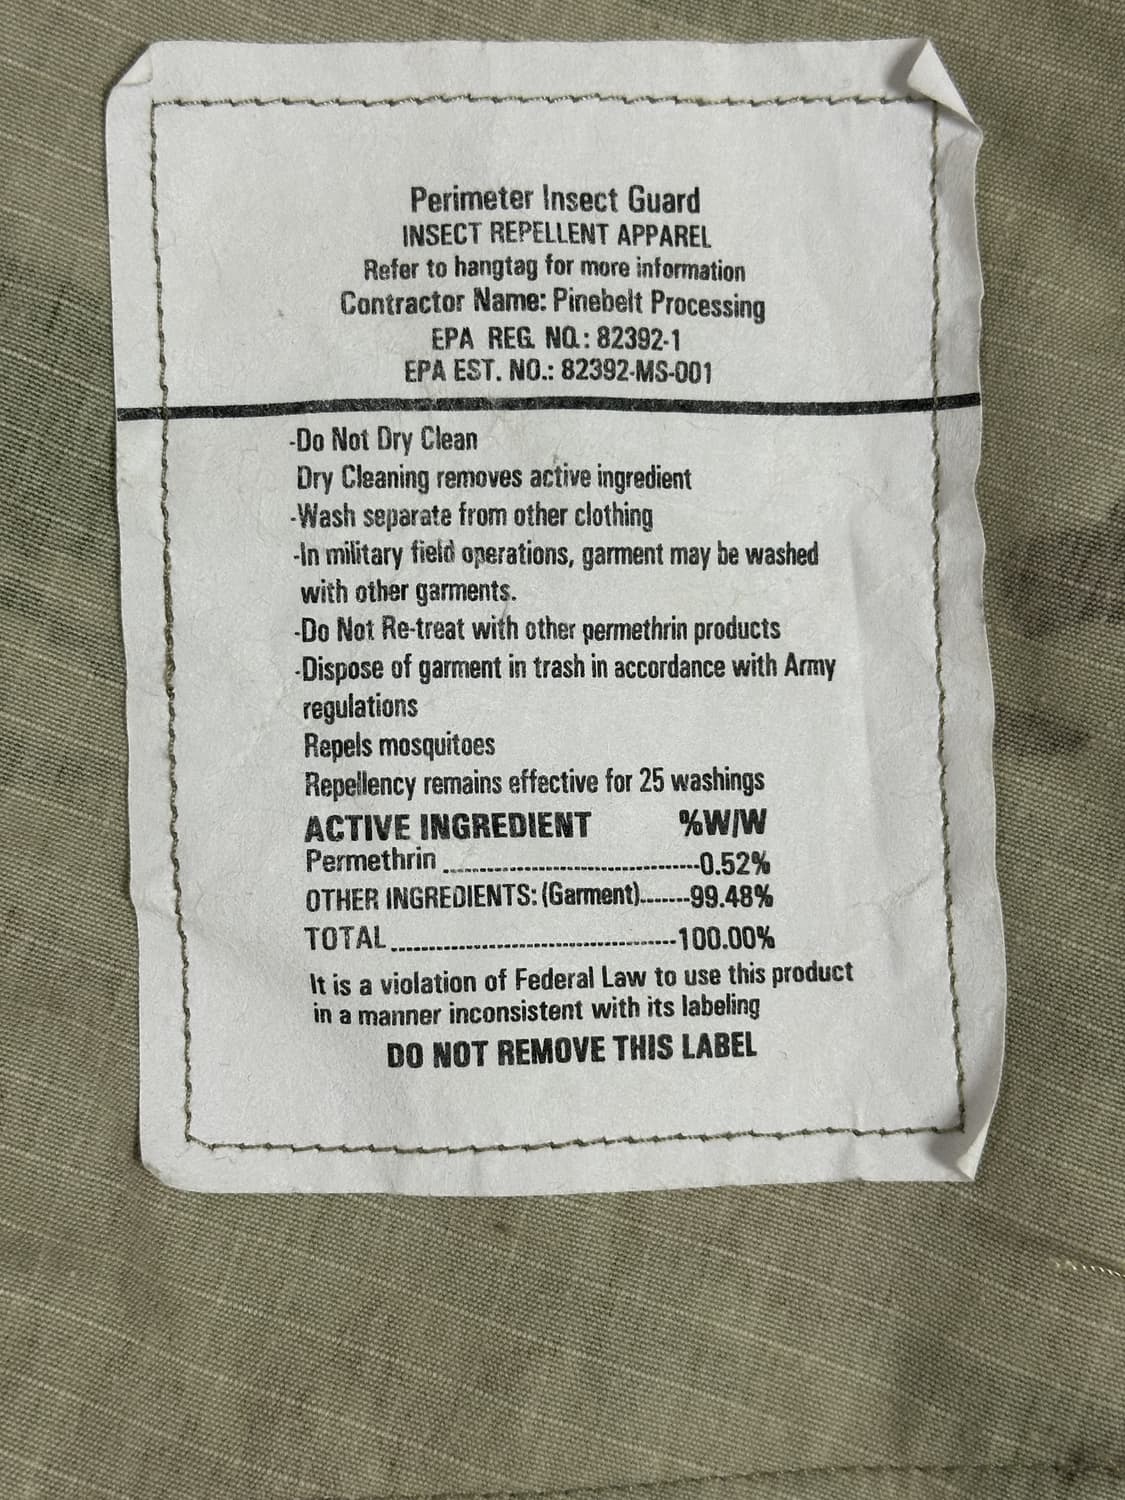 Perimeter Insect Guard
INSECT REPELLENT APPAREL
Refer to hangtag for more information
Contractor Name: Pinebelt Processing
EPA REG. NO.: 82392-1
EPA EST. NO.: 82392-MS-001
-Do Not Dry Clean
Dry Cleaning removes active ingredient
-Wash separate from other clothing
-In military field operations, garment may be washed
with other garments.
-Do Not Re-treat with other permethrin products
-Dispose of garment in trash in accordance with Army
regulations
Repels mosquitoes
Repellency remains effective for 25 washings
ACTIVE INGREDIENT %W/W
Permethrin.......................................0.52%
OTHER INGREDIENTS: (Garment)........99.48%
TOTAL............................................100.00%
It is a violation of Federal Law to use this product
in a manner inconsistent with its labeling
DO NOT REMOVE THIS LABEL